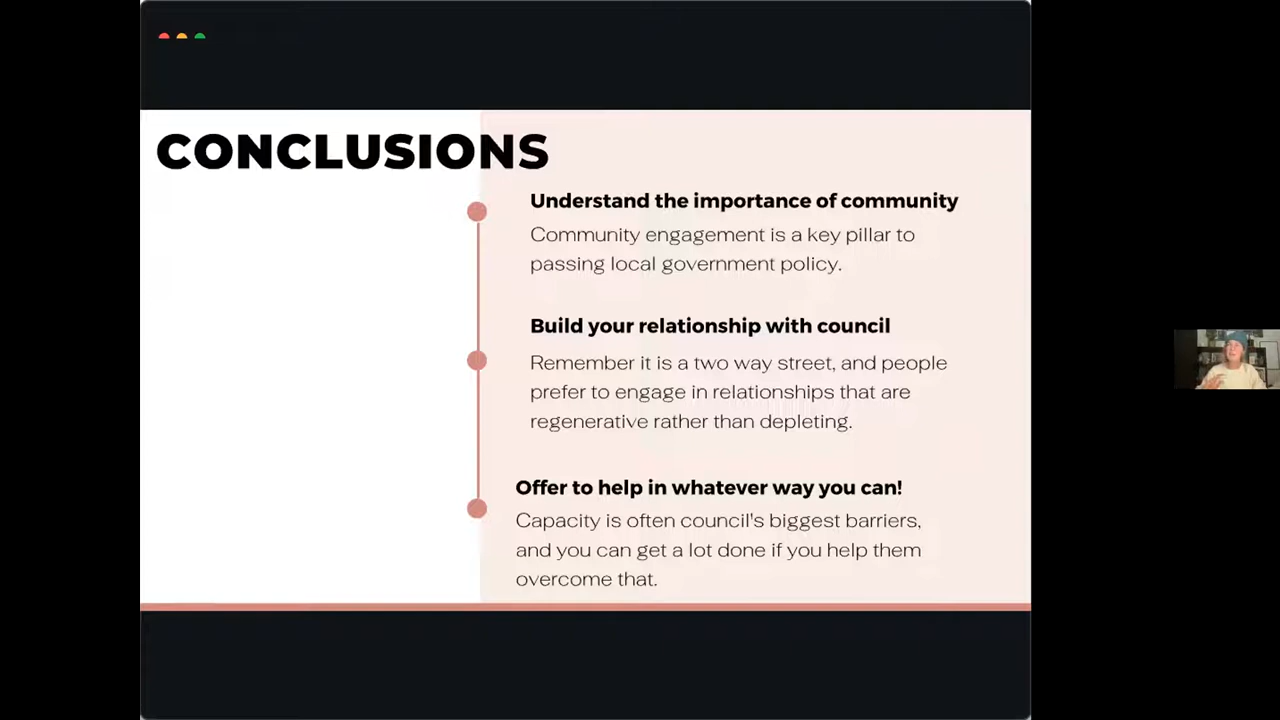 CONCLUSIONS
Understand the importance of community
Community engagement is a key pillar to
passing local government policy.
Build your relationship with council
Remember it is a two way street, and people
prefer to engage in relationships that are
regenerative rather than depleting.
Offer to help in whatever way you can!
Capacity is often council's biggest barriers,
and you can get a lot done if you help them
overcome that.